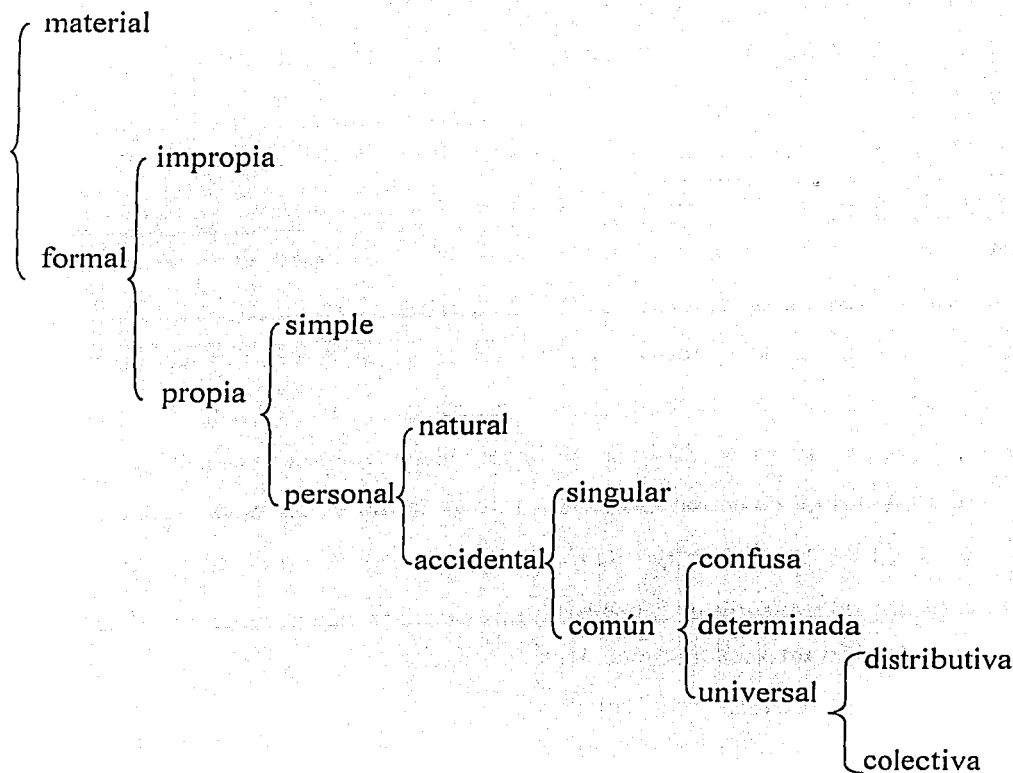 material
impropia
formal
simple
propia
natural
personal
singular
accidental
confusa
común
determinada
distributiva
universal
colectiva